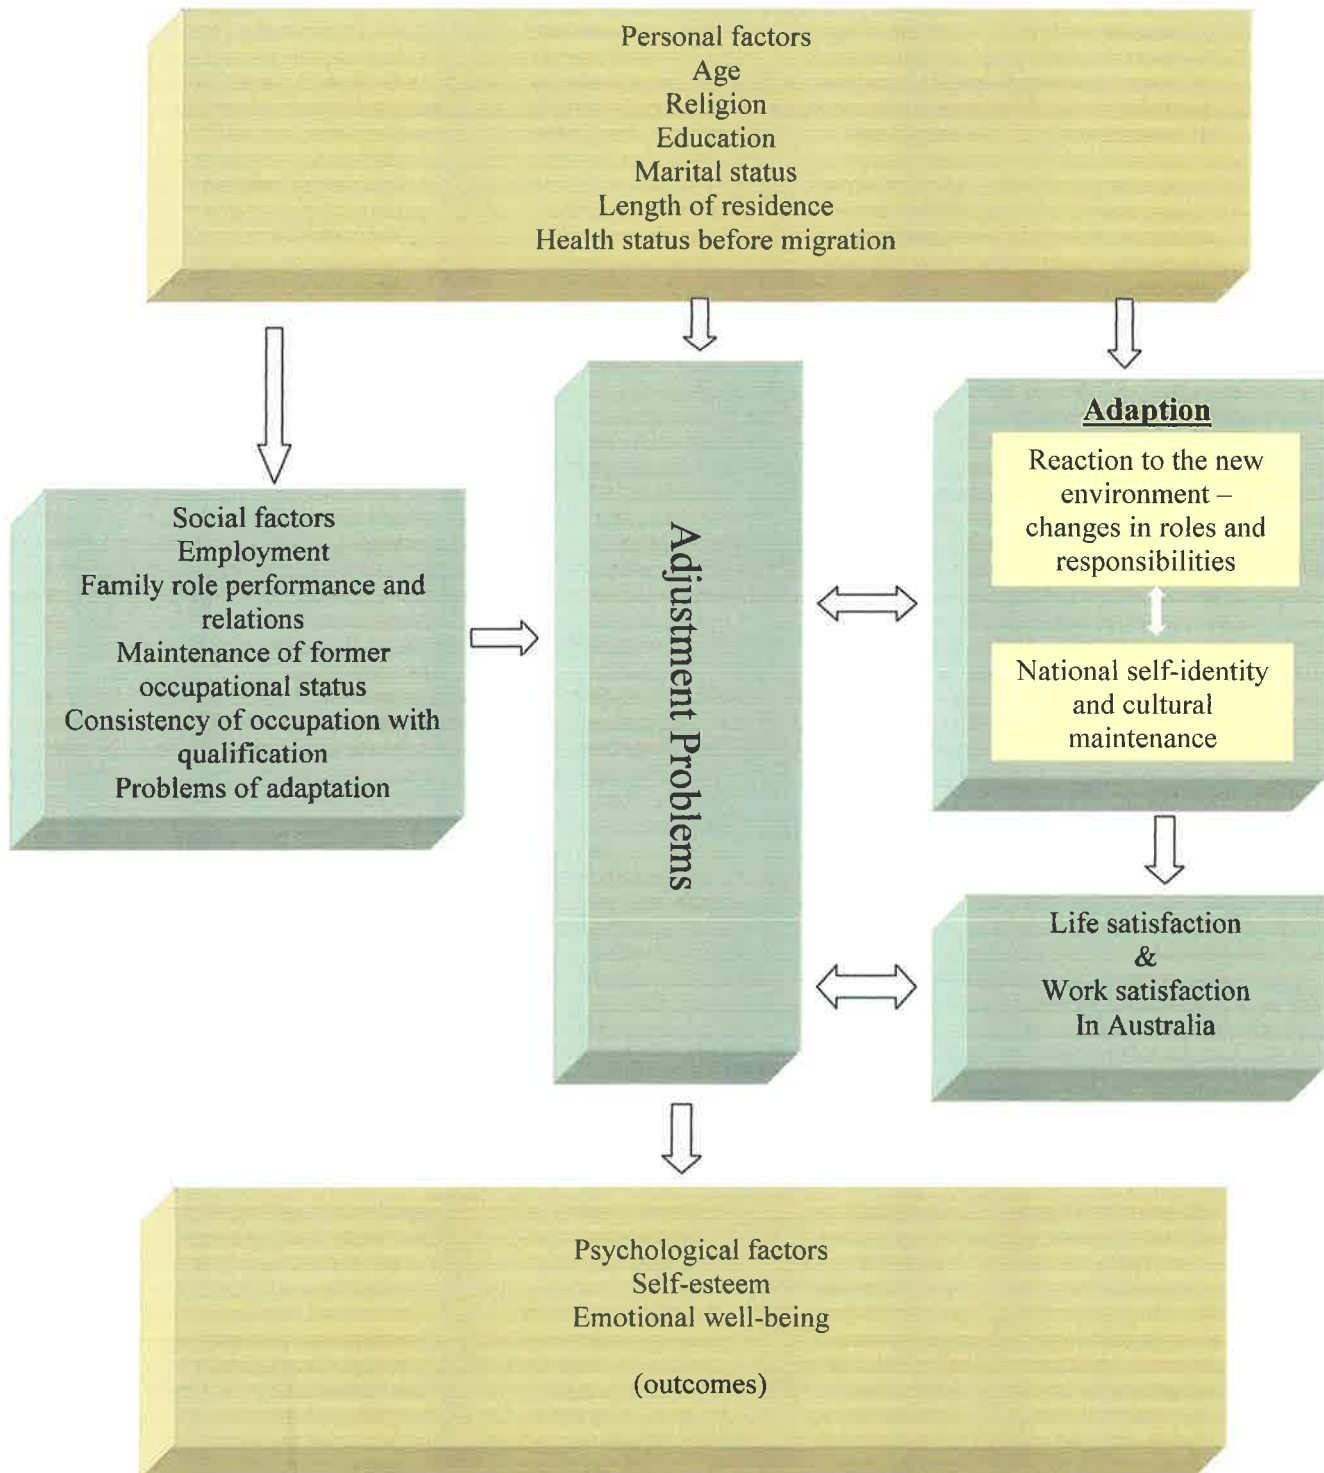 Personal factors
Age
Religion
Education
Marital status
Length of residence
Health status before migration
Social factors
Employment
Family role performance and
relations
Maintenance of former
occupational status
Consistency of occupation with
qualification
Problems of adaptation
Adjustment Problems
Adaption
Reaction to the new
environment –
changes in roles and
responsibilities
National self-identity
and cultural
maintenance
Life satisfaction
&
Work satisfaction
In Australia
Psychological factors
Self-esteem
Emotional well-being
(outcomes)